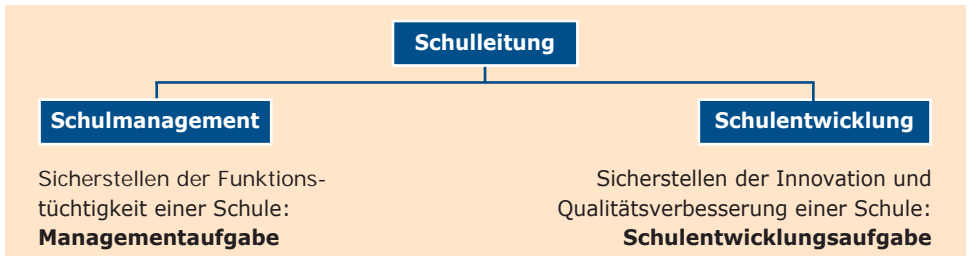 Schulleitung
Schulmanagement
Schulentwicklung
Sicherstellen der Funktions-
tüchtigkeit einer Schule:
Managementaufgabe
Sicherstellen der Innovation und
Qualitätsverbesserung einer Schule:
Schulentwicklungsaufgabe